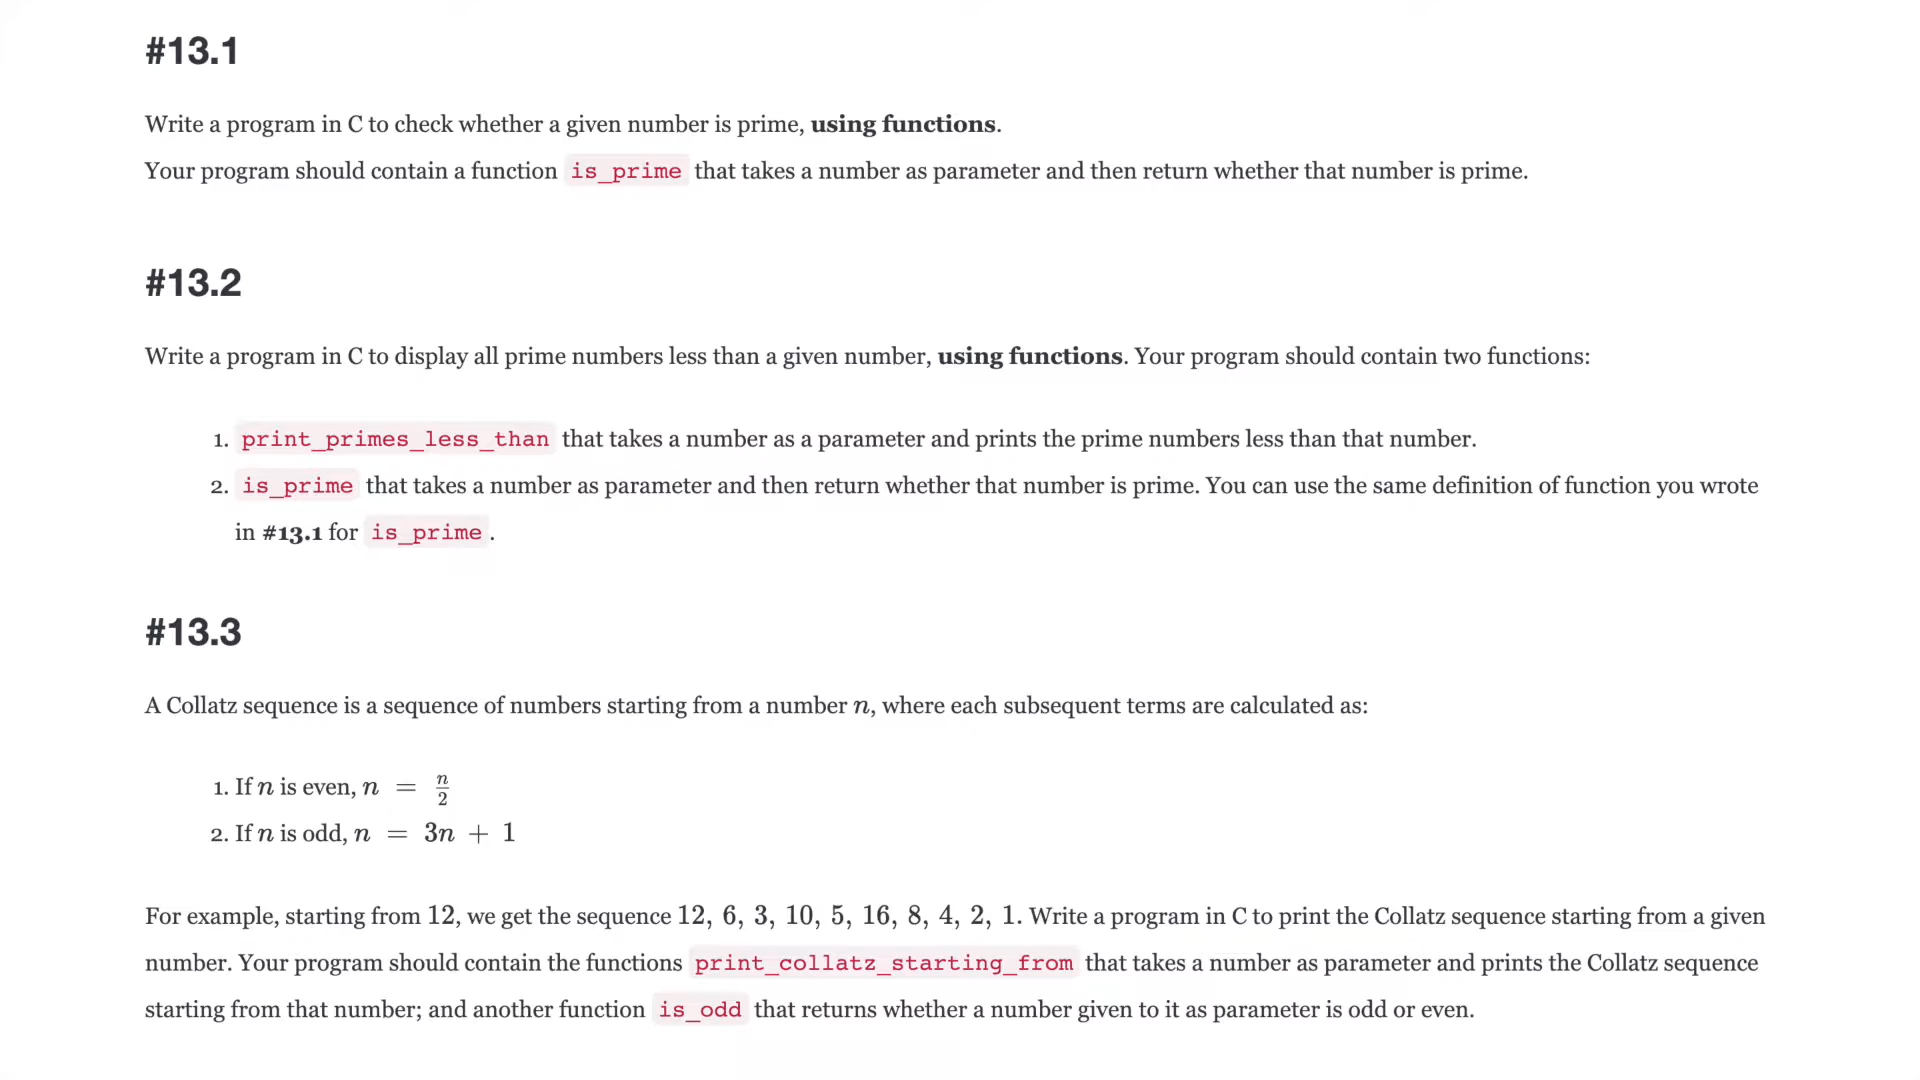 #13.1
Write a program in C to check whether a given number is prime, using functions.
Your program should contain a function is_prime that takes a number as parameter and then return whether that number is prime.
#13.2
Write a program in C to display all prime numbers less than a given number, using functions. Your program should contain two functions:
1. print_primes_less_than that takes a number as a parameter and prints the prime numbers less than that number.
2. is_prime that takes a number as parameter and then return whether that number is prime. You can use the same definition of function you wrote
in #13.1 for is_prime .
#13.3
A Collatz sequence is a sequence of numbers starting from a number n, where each subsequent terms are calculated as:
1. If n is even, n = n/2
2. If n is odd, n = 3n + 1
For example, starting from 12, we get the sequence 12, 6, 3, 10, 5, 16, 8, 4, 2, 1. Write a program in C to print the Collatz sequence starting from a given
number. Your program should contain the functions print_collatz_starting_from that takes a number as parameter and prints the Collatz sequence
starting from that number; and another function is_odd that returns whether a number given to it as parameter is odd or even.